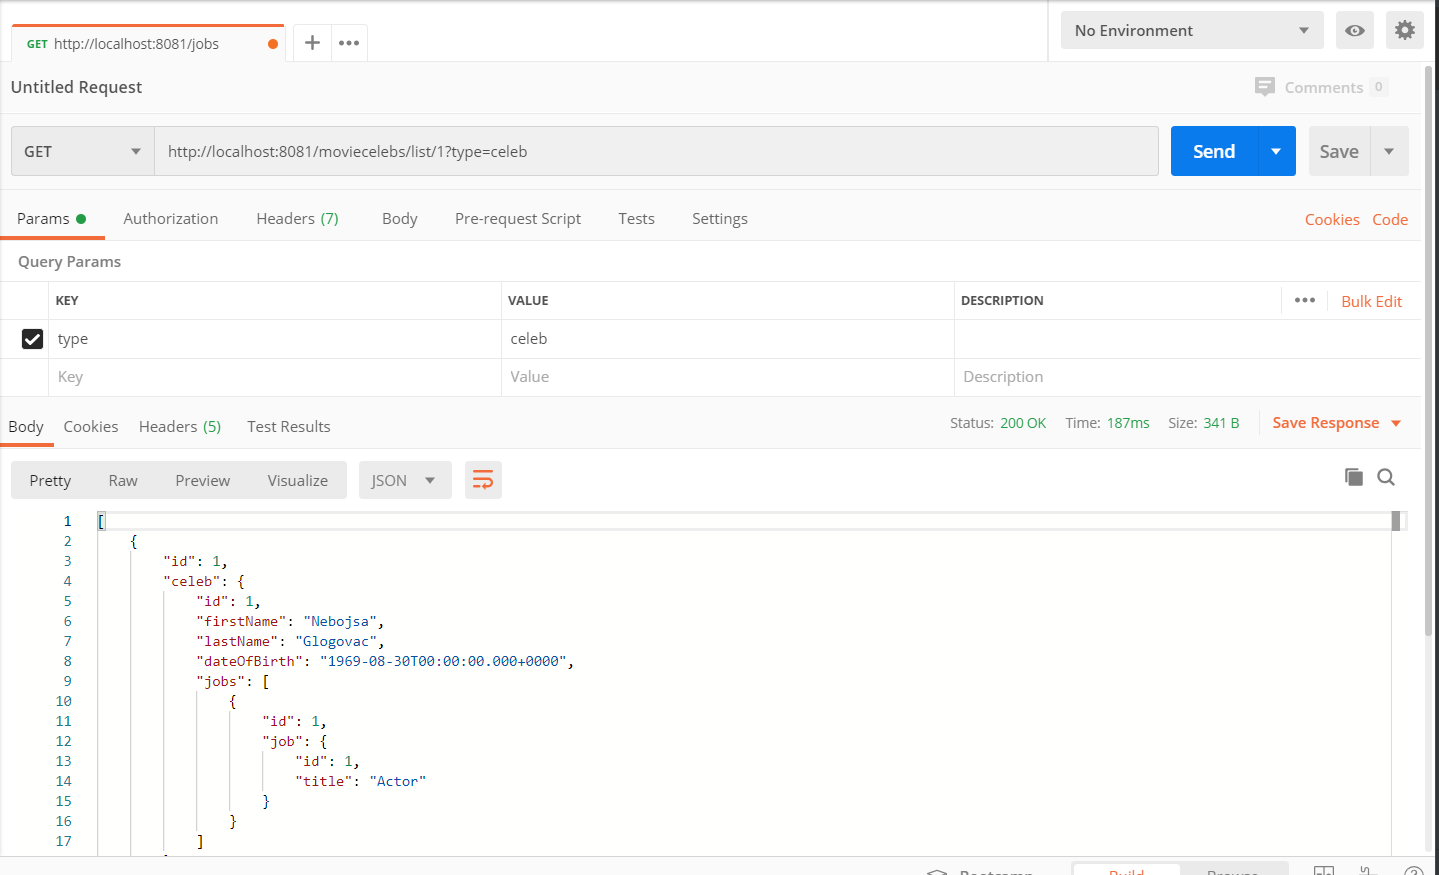 GET http://localhost:8081/jobs
No Environment
Untitled Request
Comments 0
GET http://localhost:8081/moviecelebs/list/1?type=celeb Send Save
Params Authorization Headers (7) Body Pre-request Script Tests Settings Cookies Code
Query Params
KEY VALUE DESCRIPTION Bulk Edit
type celeb
Key Value Description
Body Cookies Headers (5) Test Results Status: 200 OK Time: 187ms Size: 341 B Save Response
Pretty Raw Preview Visualize JSON
1 [
2 {
3 "id": 1,
4 "celeb": {
5 "id": 1,
6 "firstName": "Nebojsa",
7 "lastName": "Glogovac",
8 "dateOfBirth": "1969-08-30T00:00:00.000+0000",
9 "jobs": [
10 {
11 "id": 1,
12 "job": {
13 "id": 1,
14 "title": "Actor"
15 }
16 }
17 ]
Bootcamp Build Browse